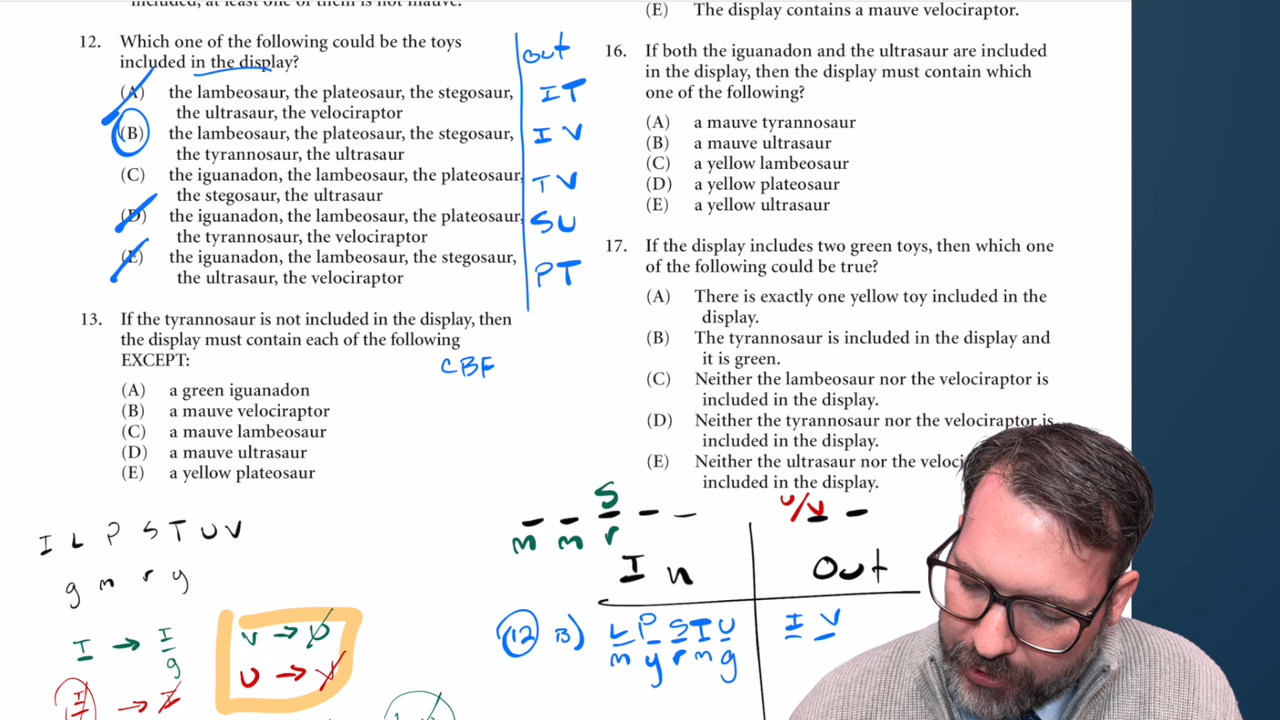 included, at least one of them is not mauve.
12. Which one of the following could be the toys
included in the display?
(A) the lambeosaur, the plateosaur, the stegosaur,
the ultrasaur, the velociraptor
(B) the lambeosaur, the plateosaur, the stegosaur,
the tyrannosaur, the ultrasaur
(C) the iguanadon, the lambeosaur, the plateosaur,
the stegosaur, the ultrasaur
(D) the iguanadon, the lambeosaur, the plateosaur,
the tyrannosaur, the velociraptor
(E) the iguanadon, the lambeosaur, the stegosaur,
the ultrasaur, the velociraptor
out
I T
I V
T V
S U
P T
13. If the tyrannosaur is not included in the display, then
the display must contain each of the following
EXCEPT:
CBF
(A) a green iguanadon
(B) a mauve velociraptor
(C) a mauve lambeosaur
(D) a mauve ultrasaur
(E) a yellow plateosaur
(E) The display contains a mauve velociraptor.
16. If both the iguanadon and the ultrasaur are included
in the display, then the display must contain which
one of the following?
(A) a mauve tyrannosaur
(B) a mauve ultrasaur
(C) a yellow lambeosaur
(D) a yellow plateosaur
(E) a yellow ultrasaur
17. If the display includes two green toys, then which one
of the following could be true?
(A) There is exactly one yellow toy included in the
display.
(B) The tyrannosaur is included in the display and
it is green.
(C) Neither the lambeosaur nor the velociraptor is
included in the display.
(D) Neither the tyrannosaur nor the velociraptor is
included in the display.
(E) Neither the ultrasaur nor the veloci
included in the display.
I L P S T U V
g m r y
I → I
g
I → I
V → U
U → V
S
m m r
U/V
In Out
12 B) L P S T U I V
m y r m g